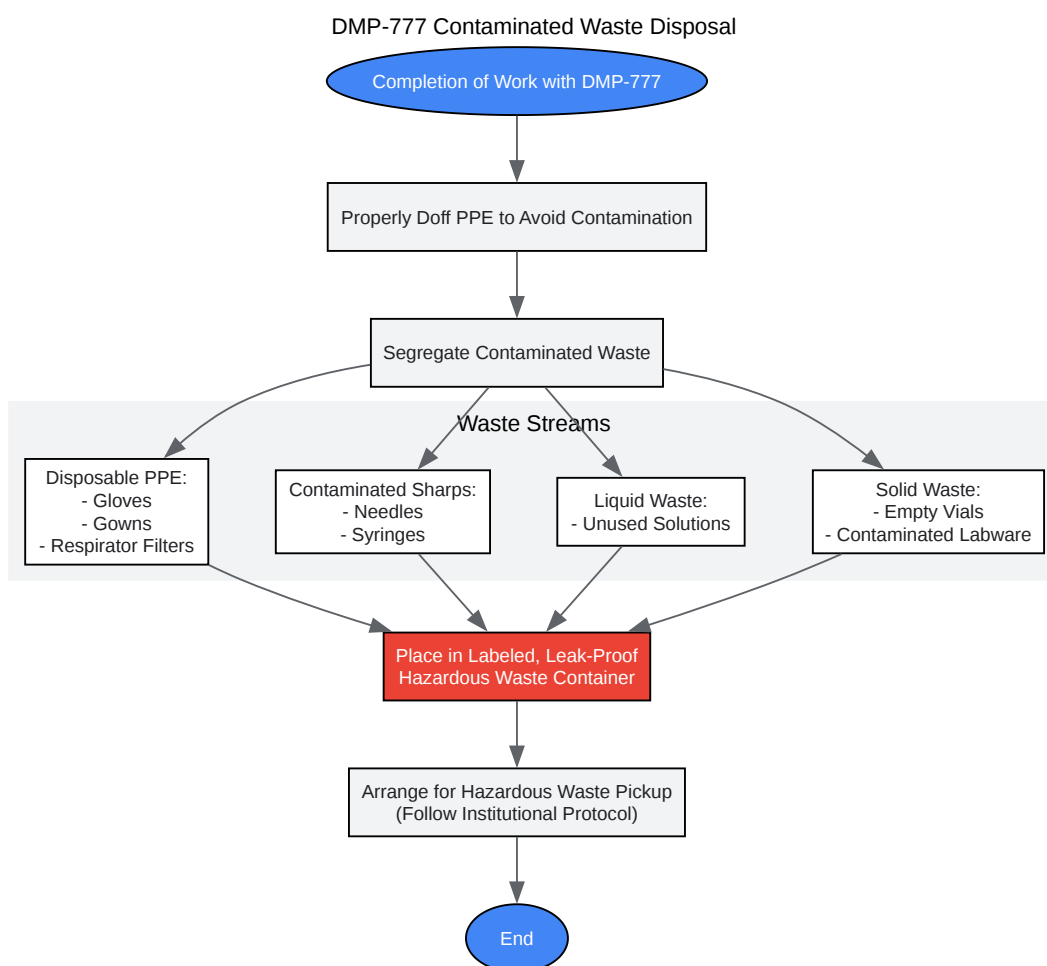 DMP-777 Contaminated Waste Disposal
Completion of Work with DMP-777
Properly Doff PPE to Avoid Contamination
Segregate Contaminated Waste
Waste Streams
Disposable PPE:
- Gloves
- Gowns
- Respirator Filters
Contaminated Sharps:
- Needles
- Syringes
Liquid Waste:
- Unused Solutions
Solid Waste:
- Empty Vials
- Contaminated Labware
Place in Labeled, Leak-Proof
Hazardous Waste Container
Arrange for Hazardous Waste Pickup
(Follow Institutional Protocol)
End